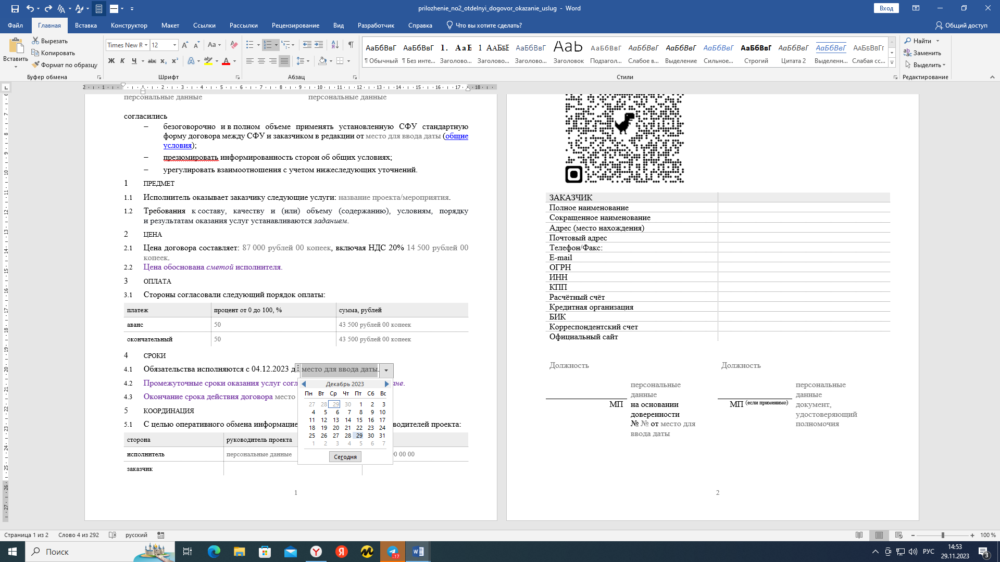 prilozhenie_no2_otdelnyi_dogovor_okazanie_uslug - Word
Вход
Файл
Главная
Вставка
Конструктор
Макет
Ссылки
Рассылки
Рецензирование
Вид
Разработчик
Справка
Что вы хотите сделать?
Общий доступ
Вставить
Вырезать
Копировать
Формат по образцу
Буфер обмена
Times New R
12
Шрифт
Абзац
АаБбВвГ
АаБбВвГ
1. АаБ
1 ААББЕ
АаБбВвГ
АаЬ
АаБбВвГ
АаБбВвГ
АаБбВвГ
АаБбВвГ
АаБбВвГ
АаБбВвГ
АаБбВвГ
ААББВВГг
¶ Обычный
¶ Без инте...
Заголово...
Заголово...
Заголово...
Заголовок
Подзагол...
Слабое в...
Выделение
Сильное...
Строгий
Цитата 2
Выделенн...
Слабая сс...
Стили
Найти
Заменить
Выделить
Редактирование
персональные данные
персональные данные
согласились
– безоговорочно и в полном объеме применять установленную СФУ стандартную
форму договора между СФУ и заказчиком в редакции от место для ввода даты (общие
условия);
– презюмировать информированность сторон об общих условиях;
– урегулировать взаимоотношения с учетом нижеследующих уточнений.
1 ПРЕДМЕТ
1.1 Исполнитель оказывает заказчику следующие услуги: название проекта/мероприятия.
1.2 Требования к составу, качеству и (или) объему (содержанию), условиям, порядку
и результатам оказания услуг устанавливаются заданием.
2 ЦЕНА
2.1 Цена договора составляет: 87 000 рублей 00 копеек, включая НДС 20% 14 500 рублей 00
копеек.
2.2 Цена обоснована сметой исполнителя.
3 ОПЛАТА
3.1 Стороны согласовали следующий порядок оплаты:
платеж процент от 0 до 100, % сумма, рублей
аванс 50 43 500 рублей 00 копеек
окончательный 50 43 500 рублей 00 копеек
4 СРОКИ
4.1 Обязательства исполняются с 04.12.2023 д место для ввода даты.
4.2 Промежуточные сроки оказания услуг согл не.
4.3 Окончание срока действия договора место
5 КООРДИНАЦИЯ
5.1 С целью оперативного обмена информацие водителей проекта:
сторона руководитель проекта
исполнитель персональные данные 00 00 00
заказчик
Декабрь 2023
Пн Вт Ср Чт Пт Сб Вс
27 28 29 30 1 2 3
4 5 6 7 8 9 10
11 12 13 14 15 16 17
18 19 20 21 22 23 24
25 26 27 28 29 30 31
1 2 3 4 5 6 7
Сегодня
1
ЗАКАЗЧИК
Полное наименование
Сокращенное наименование
Адрес (место нахождения)
Почтовый адрес
Телефон/Факс:
E-mail
ОГРН
ИНН
КПП
Расчётный счёт
Кредитная организация
БИК
Корреспондентский счет
Официальный сайт
Должность
Должность
МП
персональные
данные
на основании
доверенности
№ № от место для
ввода даты
МП (если применимо)
персональные
данные
документ,
удостоверяющий
полномочия
2
Страница 1 из 2
Слово 4 из 292
русский
100 %
Поиск
РУС
14:53
29.11.2023